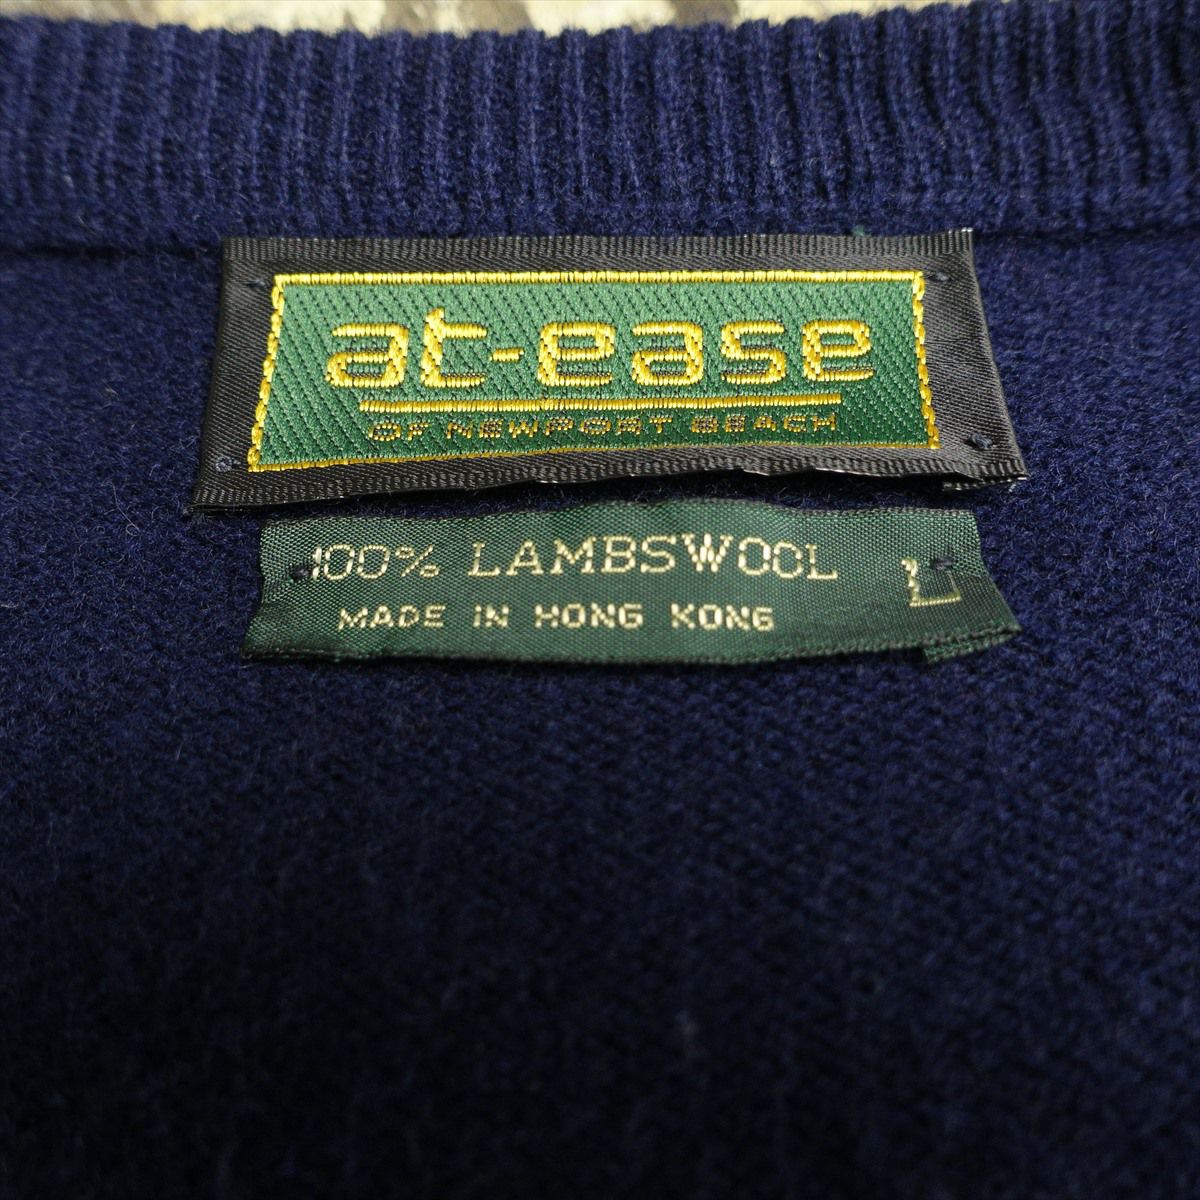 at-ease
OF NEWPORT BEACH
100% LAMBSWOOL
L
MADE IN HONG KONG